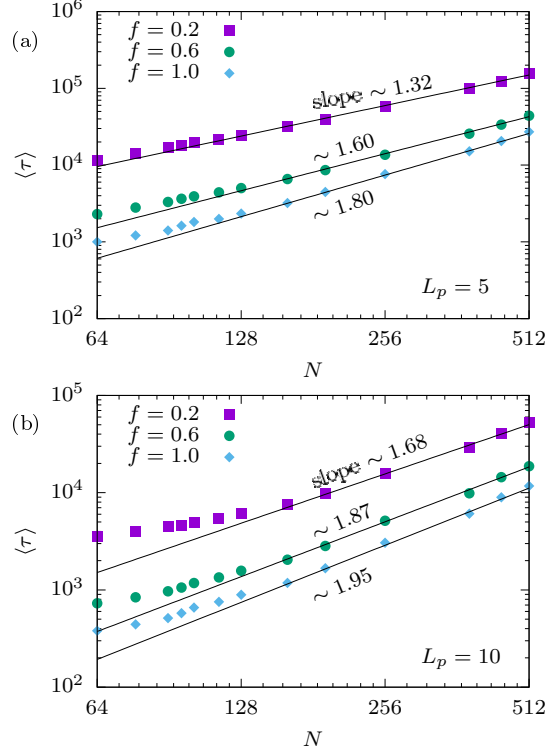 (a)
f = 0.2
f = 0.6
f = 1.0
10^6
10^5
10^4
10^3
10^2
⟨τ⟩
slope ∼ 1.32
∼ 1.60
∼ 1.80
L_p = 5
64 128 256 512
N
(b)
f = 0.2
f = 0.6
f = 1.0
10^5
10^4
10^3
10^2
⟨τ⟩
slope ∼ 1.68
∼ 1.87
∼ 1.95
L_p = 10
64 128 256 512
N